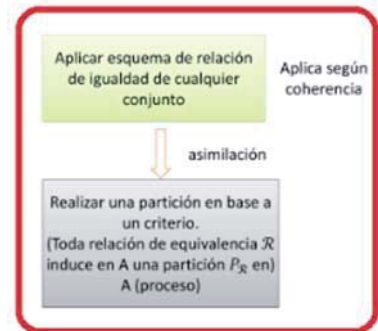 Aplicar esquema de relación
de igualdad de cualquier
conjunto
Aplica según
coherencia
asimilación
Realizar una partición en base a
un criterio.
(Toda relación de equivalencia ℛ
induce en A una partición P_ℛ en)
A (proceso)